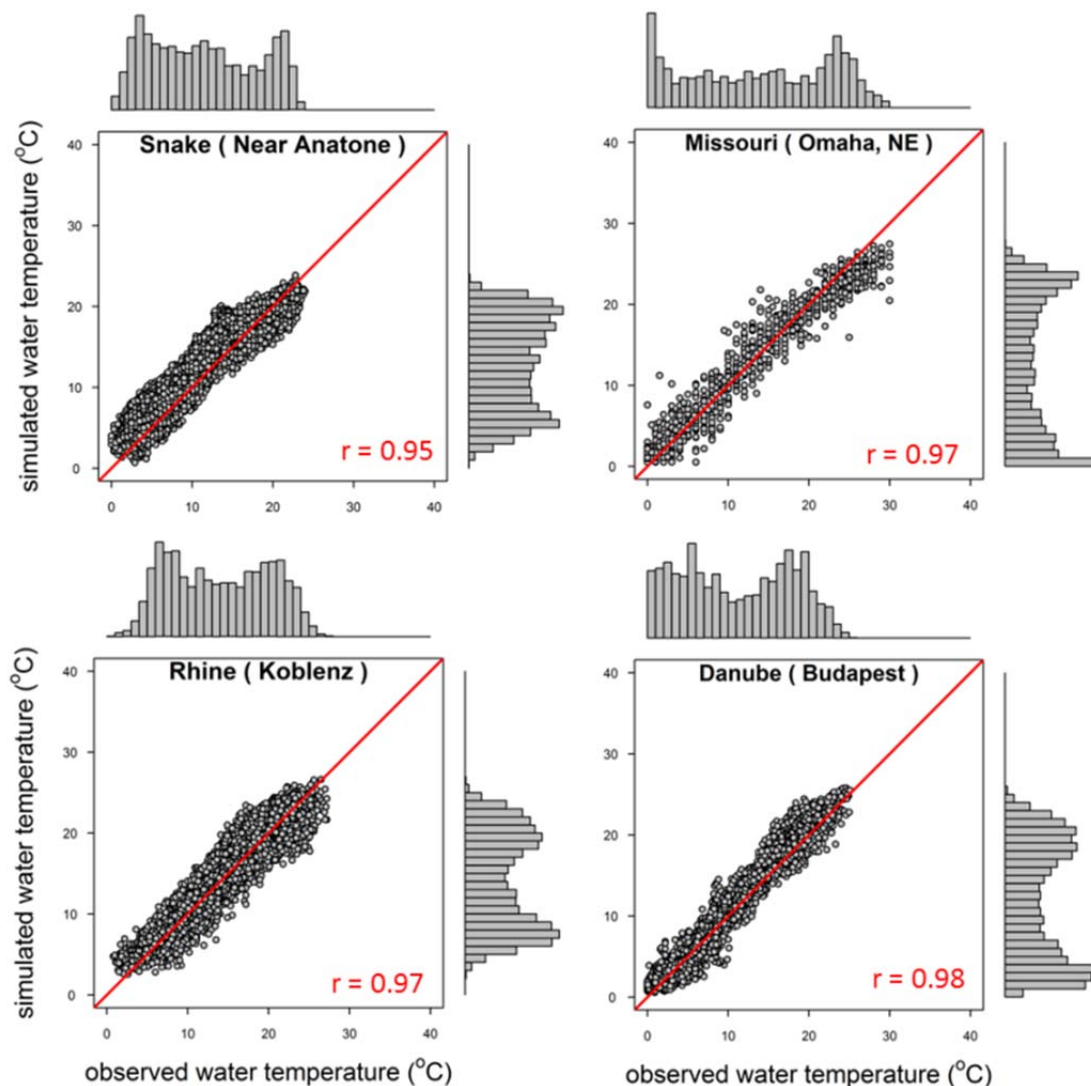 Snake ( Near Anatone )
simulated water temperature (°C)
40
30
20
10
0
r = 0.95
0 10 20 30 40
Missouri ( Omaha, NE )
40
30
20
10
0
r = 0.97
0 10 20 30 40
Rhine ( Koblenz )
simulated water temperature (°C)
40
30
20
10
0
r = 0.97
0 10 20 30 40
observed water temperature (°C)
Danube ( Budapest )
40
30
20
10
0
r = 0.98
0 10 20 30 40
observed water temperature (°C)